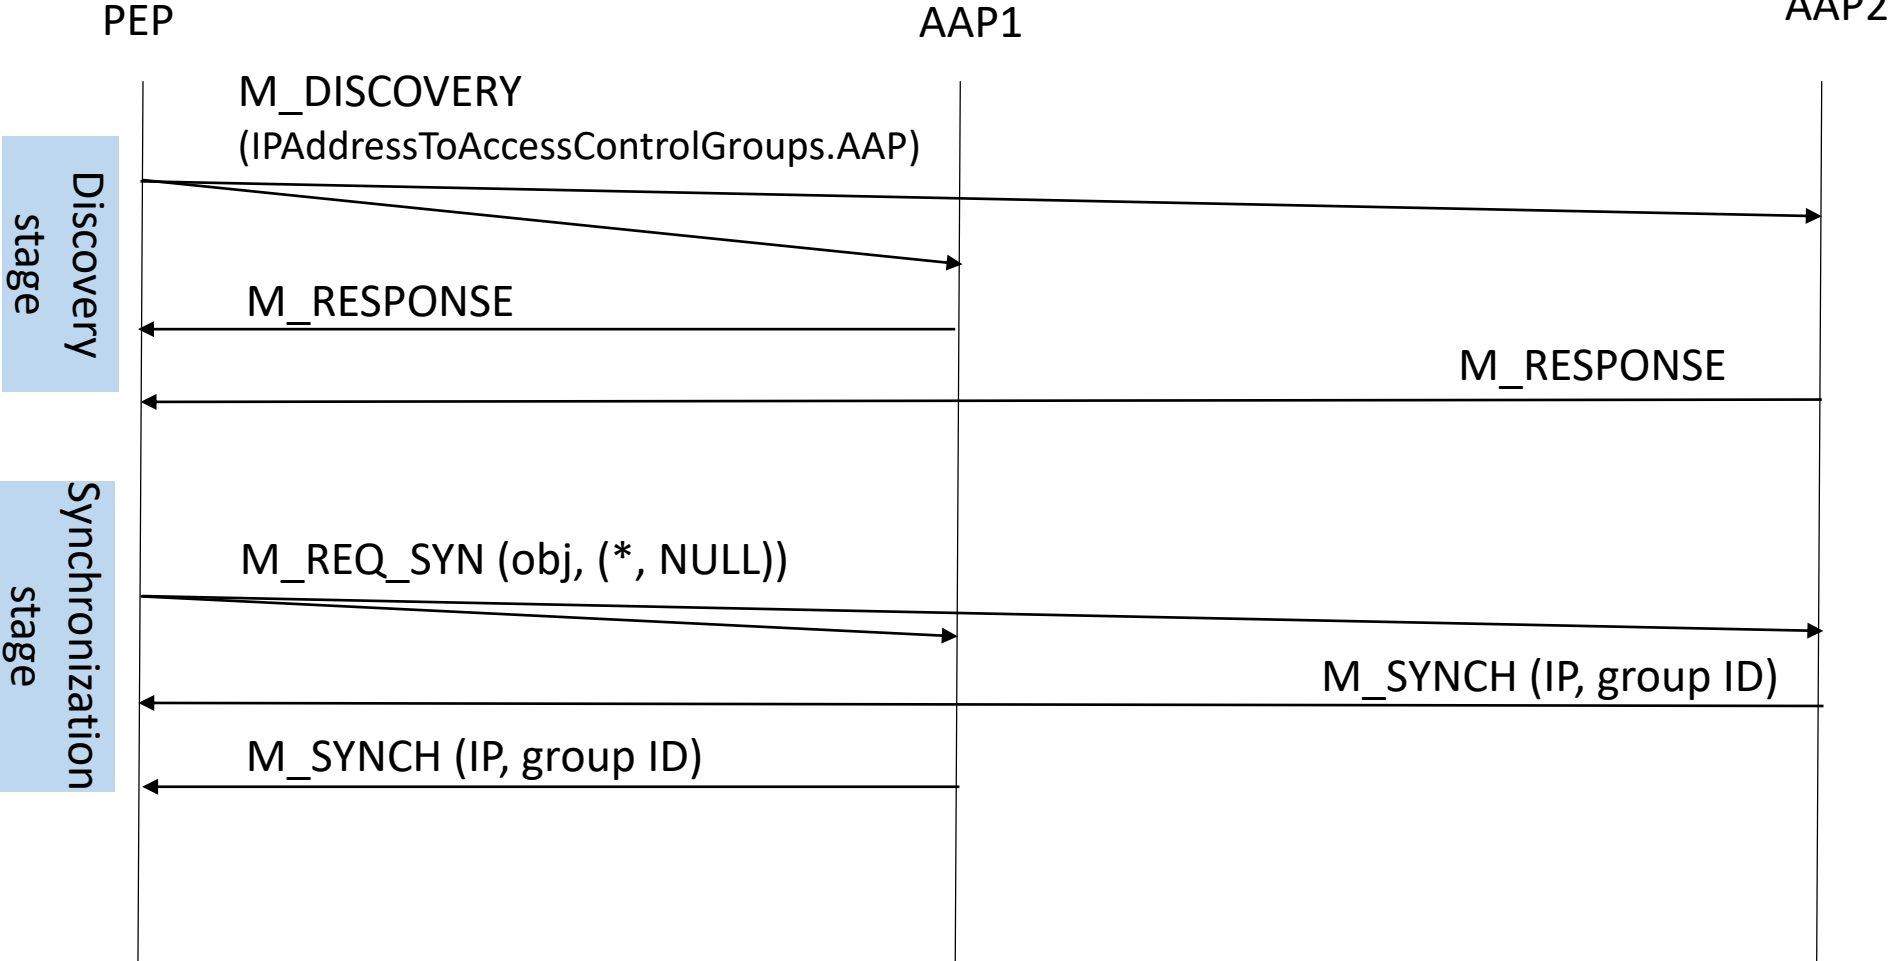 PEP
AAP1
AAP2
M_DISCOVERY
(IPAddressToAccessControlGroups.AAP)
Discovery
stage
M_RESPONSE
M_RESPONSE
Synchronization
stage
M_REQ_SYN (obj, (*, NULL))
M_SYNCH (IP, group ID)
M_SYNCH (IP, group ID)